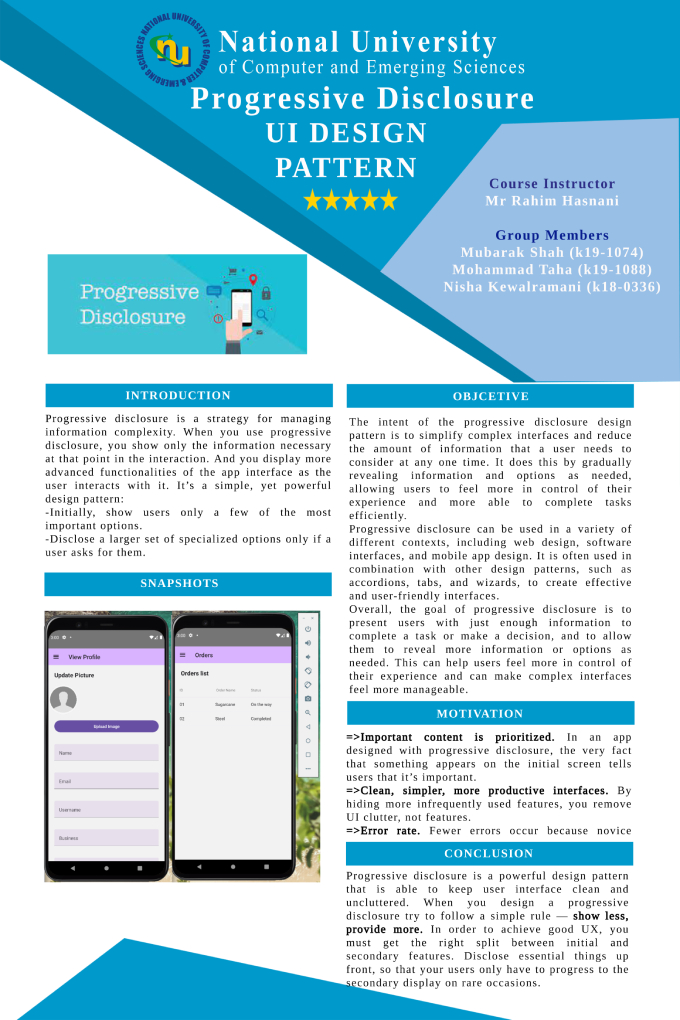 NATIONAL UNIVERSITY OF COMPUTER & EMERGING SCIENCES
nu
National University
of Computer and Emerging Sciences
Progressive Disclosure
UI DESIGN
PATTERN
Course Instructor
Mr Rahim Hasnani
Group Members
Mubarak Shah (k19-1074)
Mohammad Taha (k19-1088)
Nisha Kewalramani (k18-0336)
Progressive
Disclosure
INTRODUCTION
Progressive disclosure is a strategy for managing
information complexity. When you use progressive
disclosure, you show only the information necessary
at that point in the interaction. And you display more
advanced functionalities of the app interface as the
user interacts with it. It’s a simple, yet powerful
design pattern:
-Initially, show users only a few of the most
important options.
-Disclose a larger set of specialized options only if a
user asks for them.
SNAPSHOTS
View Profile
Update Picture
Upload Image
Name
Email
Username
Business
Orders
Orders list
ID Order Name Status
01 Sugarcane On the way
02 Steel Completed
OBJCETIVE
The intent of the progressive disclosure design
pattern is to simplify complex interfaces and reduce
the amount of information that a user needs to
consider at any one time. It does this by gradually
revealing information and options as needed,
allowing users to feel more in control of their
experience and more able to complete tasks
efficiently.
Progressive disclosure can be used in a variety of
different contexts, including web design, software
interfaces, and mobile app design. It is often used in
combination with other design patterns, such as
accordions, tabs, and wizards, to create effective
and user-friendly interfaces.
Overall, the goal of progressive disclosure is to
present users with just enough information to
complete a task or make a decision, and to allow
them to reveal more information or options as
needed. This can help users feel more in control of
their experience and can make complex interfaces
feel more manageable.
MOTIVATION
=>Important content is prioritized. In an app
designed with progressive disclosure, the very fact
that something appears on the initial screen tells
users that it’s important.
=>Clean, simpler, more productive interfaces. By
hiding more infrequently used features, you remove
UI clutter, not features.
=>Error rate. Fewer errors occur because novice
CONCLUSION
Progressive disclosure is a powerful design pattern
that is able to keep user interface clean and
uncluttered. When you design a progressive
disclosure try to follow a simple rule — show less,
provide more. In order to achieve good UX, you
must get the right split between initial and
secondary features. Disclose essential things up
front, so that your users only have to progress to the
secondary display on rare occasions.